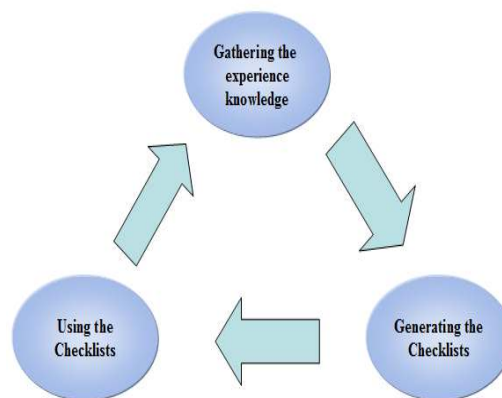 Gathering the
experience
knowledge
Using the
Checklists
Generating the
Checklists